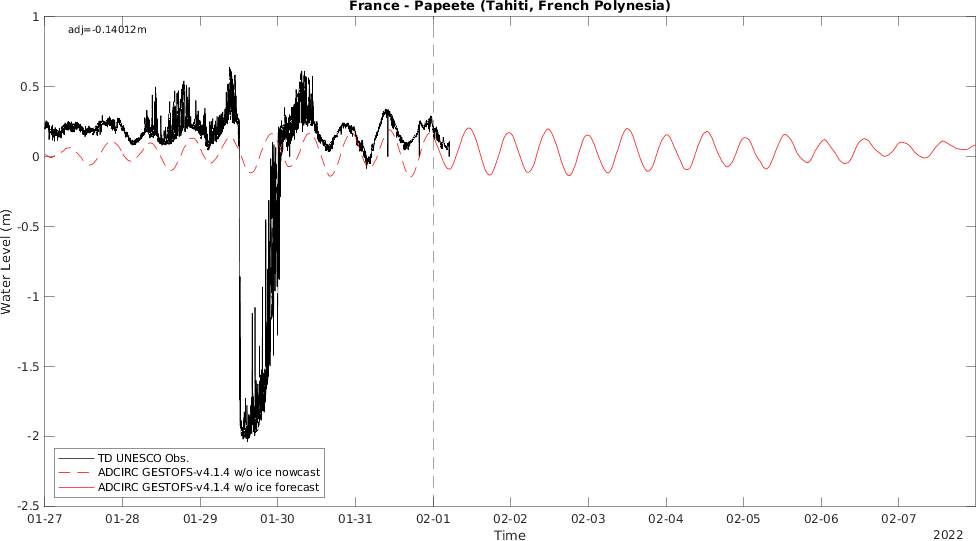 France - Papeete (Tahiti, French Polynesia)
adj=-0.14012m
1
0.5
0
-0.5
-1
-1.5
-2
-2.5
Water Level (m)
TD UNESCO Obs.
ADCIRC GESTOFS-v4.1.4 w/o ice nowcast
ADCIRC GESTOFS-v4.1.4 w/o ice forecast
01-27 01-28 01-29 01-30 01-31 02-01 02-02 02-03 02-04 02-05 02-06 02-07
Time
2022